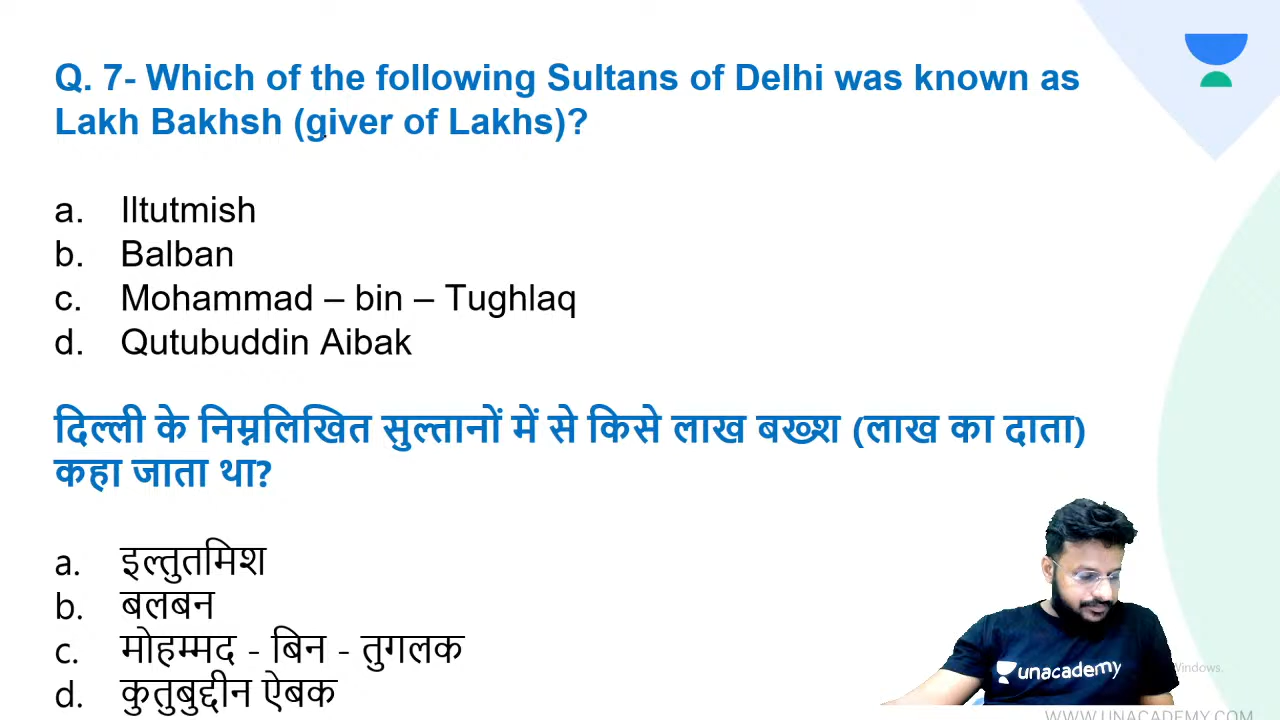 Q. 7- Which of the following Sultans of Delhi was known as
Lakh Bakhsh (giver of Lakhs)?
a. Iltutmish
b. Balban
c. Mohammad – bin – Tughlaq
d. Qutubuddin Aibak
दिल्ली के निम्नलिखित सुल्तानों में से किसे लाख बख्श (लाख का दाता)
कहा जाता था?
a. इल्तुतमिश
b. बलबन
c. मोहम्मद - बिन - तुगलक
d. कुतुबुद्दीन ऐबक
unacademy
Windows.
WWW.UNACADEMY.COM